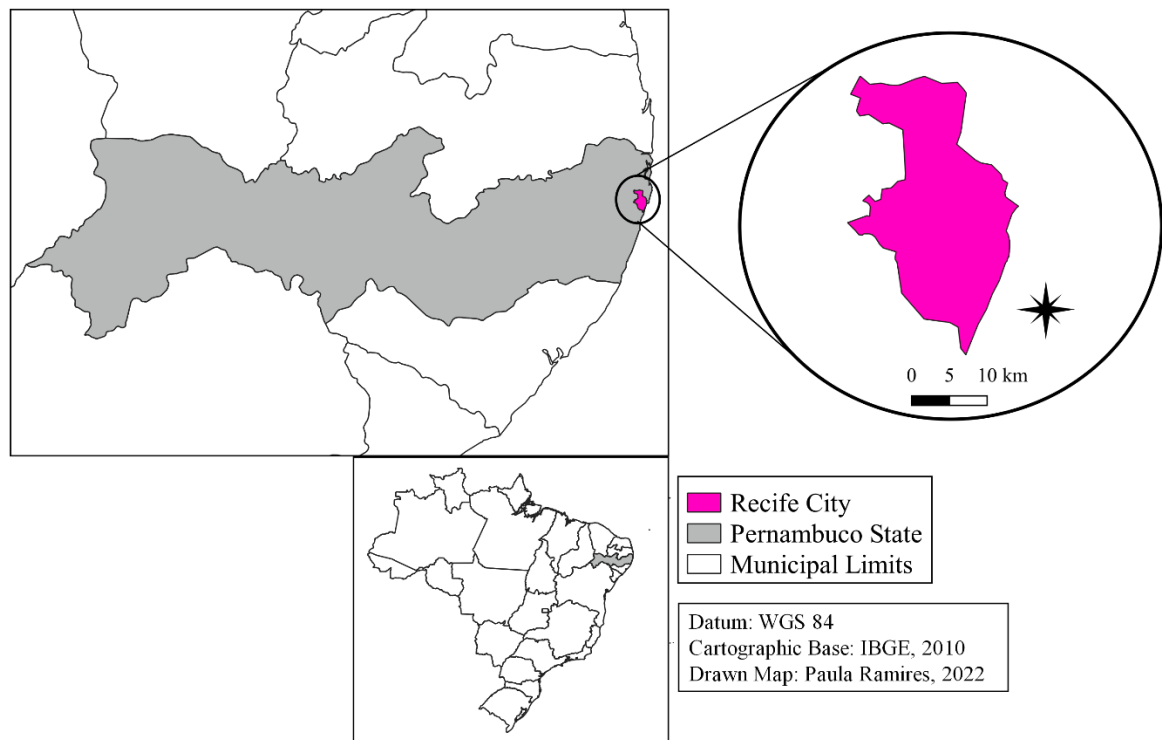 0 5 10 km
Recife City
Pernambuco State
Municipal Limits
Datum: WGS 84
Cartographic Base: IBGE, 2010
Drawn Map: Paula Ramires, 2022